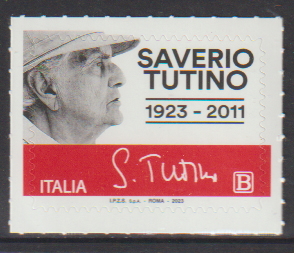 SAVERIO
TUTINO
1923 - 2011
S. Tutino
ITALIA B
I.P.Z.S. S.p.A. - ROMA - 2023